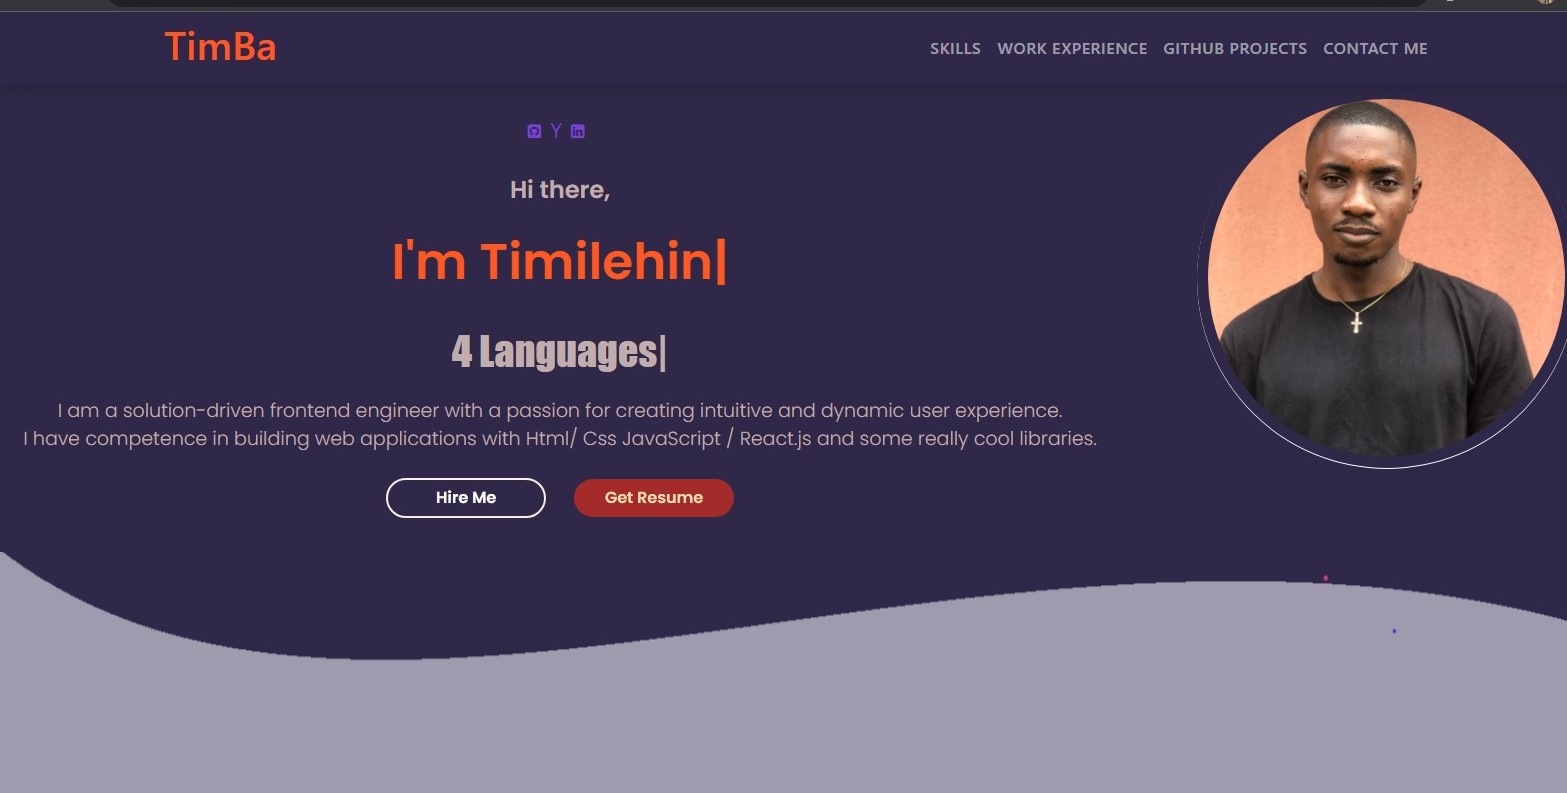 TimBa
SKILLS WORK EXPERIENCE GITHUB PROJECTS CONTACT ME
Hi there,
I'm Timilehin|
4 Languages|
I am a solution-driven frontend engineer with a passion for creating intuitive and dynamic user experience.
I have competence in building web applications with Html/ Css JavaScript / React.js and some really cool libraries.
Hire Me Get Resume